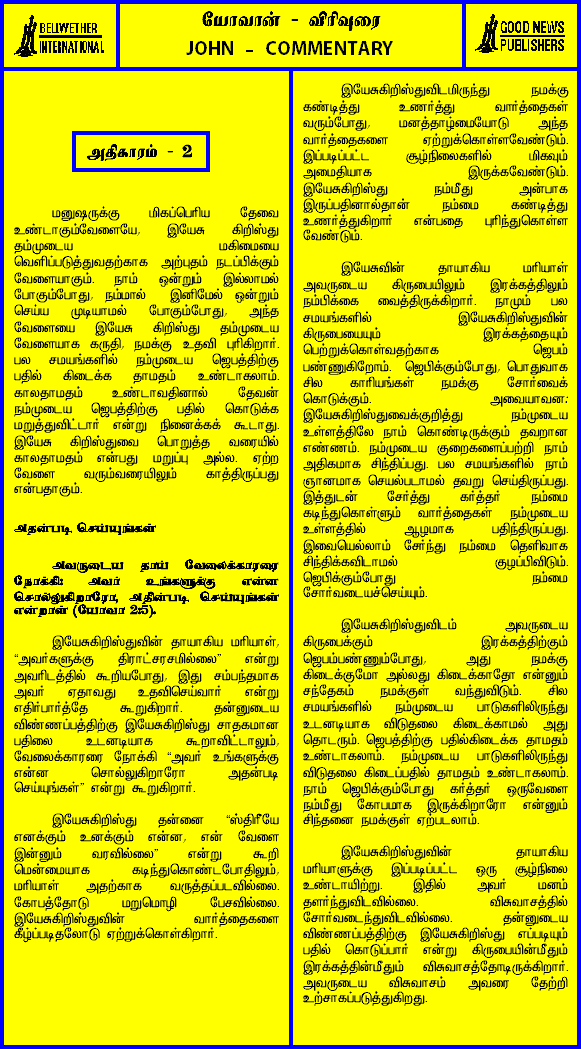 BELWETHER
INTERNATIONAL
யோவான் - விரிவுரை
JOHN - COMMENTARY
GOOD NEWS
PUBLISHERS
அதிகாரம் - 2
மனுஷருக்கு மிகப்பெரிய தேவை
உண்டாகும்வேளையே, இயேசு கிறிஸ்து
தம்முடைய மகிமையை
வெளிப்படுத்துவதற்காக அற்புதம் நடப்பிக்கும்
வேளையாகும். நாம் ஒன்றும் இல்லாமல்
போகும்போது, நம்மால் இனிமேல் ஒன்றும்
செய்ய முடியாமல் போகும்போது, அந்த
வேளையை இயேசு கிறிஸ்து தம்முடைய
வேளையாக கருதி, நமக்கு உதவி புரிகிறார்.
பல சமயங்களில் நம்முடைய ஜெபத்திற்கு
பதில் கிடைக்க தாமதம் உண்டாகலாம்.
காலதாமதம் உண்டாவதினால் தேவன்
நம்முடைய ஜெபத்திற்கு பதில் கொடுக்க
மறுத்துவிட்டார் என்று நினைக்கக் கூடாது.
இயேசு கிறிஸ்துவை பொறுத்த வரையில்
காலதாமதம் என்பது மறுப்பு அல்ல. ஏற்ற
வேளை வரும்வரையிலும் காத்திருப்பது
என்பதாகும்.
அதன்படி செய்யுங்கள்
அவருடைய தாய் வேலைக்காரரை
நோக்கி: அவர் உங்களுக்கு என்ன
சொல்லுகிறாரோ, அதின்படி செய்யுங்கள்
என்றாள் (யோவா 2:5).
இயேசுகிறிஸ்துவின் தாயாகிய மரியாள்,
“அவர்களுக்கு திராட்சரசமில்லை” என்று
அவரிடத்தில் கூறியபோது, இது சம்பந்தமாக
அவர் ஏதாவது உதவிசெய்வார் என்று
எதிர்பார்த்தே கூறுகிறார். தன்னுடைய
விண்ணப்பத்திற்கு இயேசுகிறிஸ்து சாதகமான
பதிலை உடனடியாக கூறாவிட்டாலும்,
வேலைக்காரரை நோக்கி “அவர் உங்களுக்கு
என்ன சொல்லுகிறாரோ அதன்படி
செய்யுங்கள்” என்று கூறுகிறார்.
இயேசுகிறிஸ்து தன்னை “ஸ்திரீயே
எனக்கும் உனக்கும் என்ன, என் வேளை
இன்னும் வரவில்லை” என்று கூறி
மென்மையாக கடிந்துகொண்டபோதிலும்,
மரியாள் அதற்காக வருத்தப்படவில்லை.
கோபத்தோடு மறுமொழி பேசவில்லை.
இயேசுகிறிஸ்துவின் வார்த்தைகளை
கீழ்ப்படிதலோடு ஏற்றுக்கொள்கிறார்.
இயேசுகிறிஸ்துவிடமிருந்து நமக்கு
கண்டித்து உணர்த்து வார்த்தைகள்
வரும்போது, மனத்தாழ்மையோடு அந்த
வார்த்தைகளை ஏற்றுக்கொள்ளவேண்டும்.
இப்படிப்பட்ட சூழ்நிலைகளில் மிகவும்
அமைதியாக இருக்கவேண்டும்.
இயேசுகிறிஸ்து நம்மீது அன்பாக
இருப்பதினால்தான் நம்மை கண்டித்து
உணர்த்துகிறார் என்பதை புரிந்துகொள்ள
வேண்டும்.
இயேசுவின் தாயாகிய மரியாள்
அவருடைய கிருபையிலும் இரக்கத்திலும்
நம்பிக்கை வைத்திருக்கிறார். நாமும் பல
சமயங்களில் இயேசுகிறிஸ்துவின்
கிருபையையும் இரக்கத்தையும்
பெற்றுக்கொள்வதற்காக ஜெபம்
பண்ணுகிறோம். ஜெபிக்கும்போது, பொதுவாக
சில காரியங்கள் நமக்கு சோர்வைக்
கொடுக்கும். அவையாவன:
இயேசுகிறிஸ்துவைக்குறித்து நம்முடைய
உள்ளத்திலே நாம் கொண்டிருக்கும் தவறான
எண்ணம். நம்முடைய குறைகளைப்பற்றி நாம்
அதிகமாக சிந்திப்பது. பல சமயங்களில் நாம்
ஞானமாக செயல்படாமல் தவறு செய்திருப்பது.
இத்துடன் சேர்த்து கர்த்தர் நம்மை
கடிந்துகொள்ளும் வார்த்தைகள் நம்முடைய
உள்ளத்தில் ஆழமாக பதிந்திருப்பது.
இவையெல்லாம் சேர்ந்து நம்மை தெளிவாக
சிந்திக்கவிடாமல் குழப்பிவிடும்.
ஜெபிக்கும்போது நம்மை
சோர்வடையச்செய்யும்.
இயேசுகிறிஸ்துவிடம் அவருடைய
கிருபைக்கும் இரக்கத்திற்கும்
ஜெபம்பண்ணும்போது, அது நமக்கு
கிடைக்குமோ அல்லது கிடைக்காதோ என்னும்
சந்தேகம் நமக்குள் வந்துவிடும். சில
சமயங்களில் நம்முடைய பாடுகளிலிருந்து
உடனடியாக விடுதலை கிடைக்காமல் அது
தொடரும். ஜெபத்திற்கு பதில்கிடைக்க தாமதம்
உண்டாகலாம். நம்முடைய பாடுகளிலிருந்து
விடுதலை கிடைப்பதில் தாமதம் உண்டாகலாம்.
நாம் ஜெபிக்கும்போது கர்த்தர் ஒருவேளை
நம்மீது கோபமாக இருக்கிறாரோ என்னும்
சிந்தனை நமக்குள் ஏற்படலாம்.
இயேசுகிறிஸ்துவின் தாயாகிய
மரியாளுக்கு இப்படிப்பட்ட ஒரு சூழ்நிலை
உண்டாயிற்று. இதில் அவர் மனம்
தளர்ந்துவிடவில்லை. விசுவாசத்தில்
சோர்வடைந்துவிடவில்லை. தன்னுடைய
விண்ணப்பத்திற்கு இயேசுகிறிஸ்து எப்படியும்
பதில் கொடுப்பார் என்று கிருபையின்மீதும்
இரக்கத்தின்மீதும் விசுவாசத்தோடிருக்கிறார்.
அவருடைய விசுவாசம் அவரை தேற்றி
உற்சாகப்படுத்துகிறது.